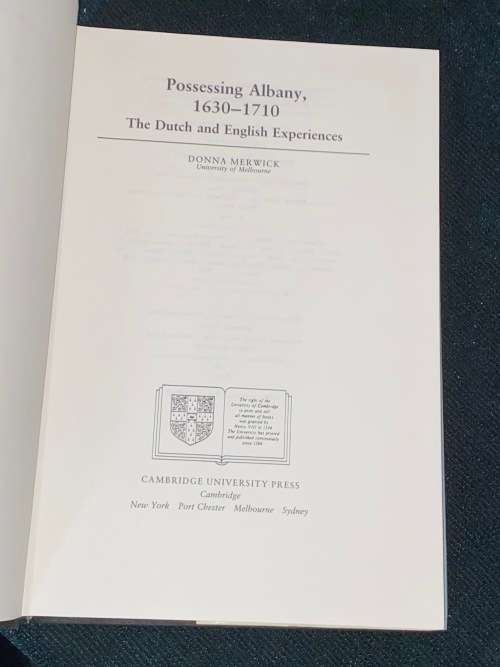 Possessing Albany,
1630–1710
The Dutch and English Experiences
DONNA MERWICK
University of Melbourne
The right of the
University of Cambridge
to print and sell
all manner of books
was granted by
Henry VIII in 1534.
The University has printed
and published continuously
since 1584.
CAMBRIDGE UNIVERSITY PRESS
Cambridge
New York Port Chester Melbourne Sydney